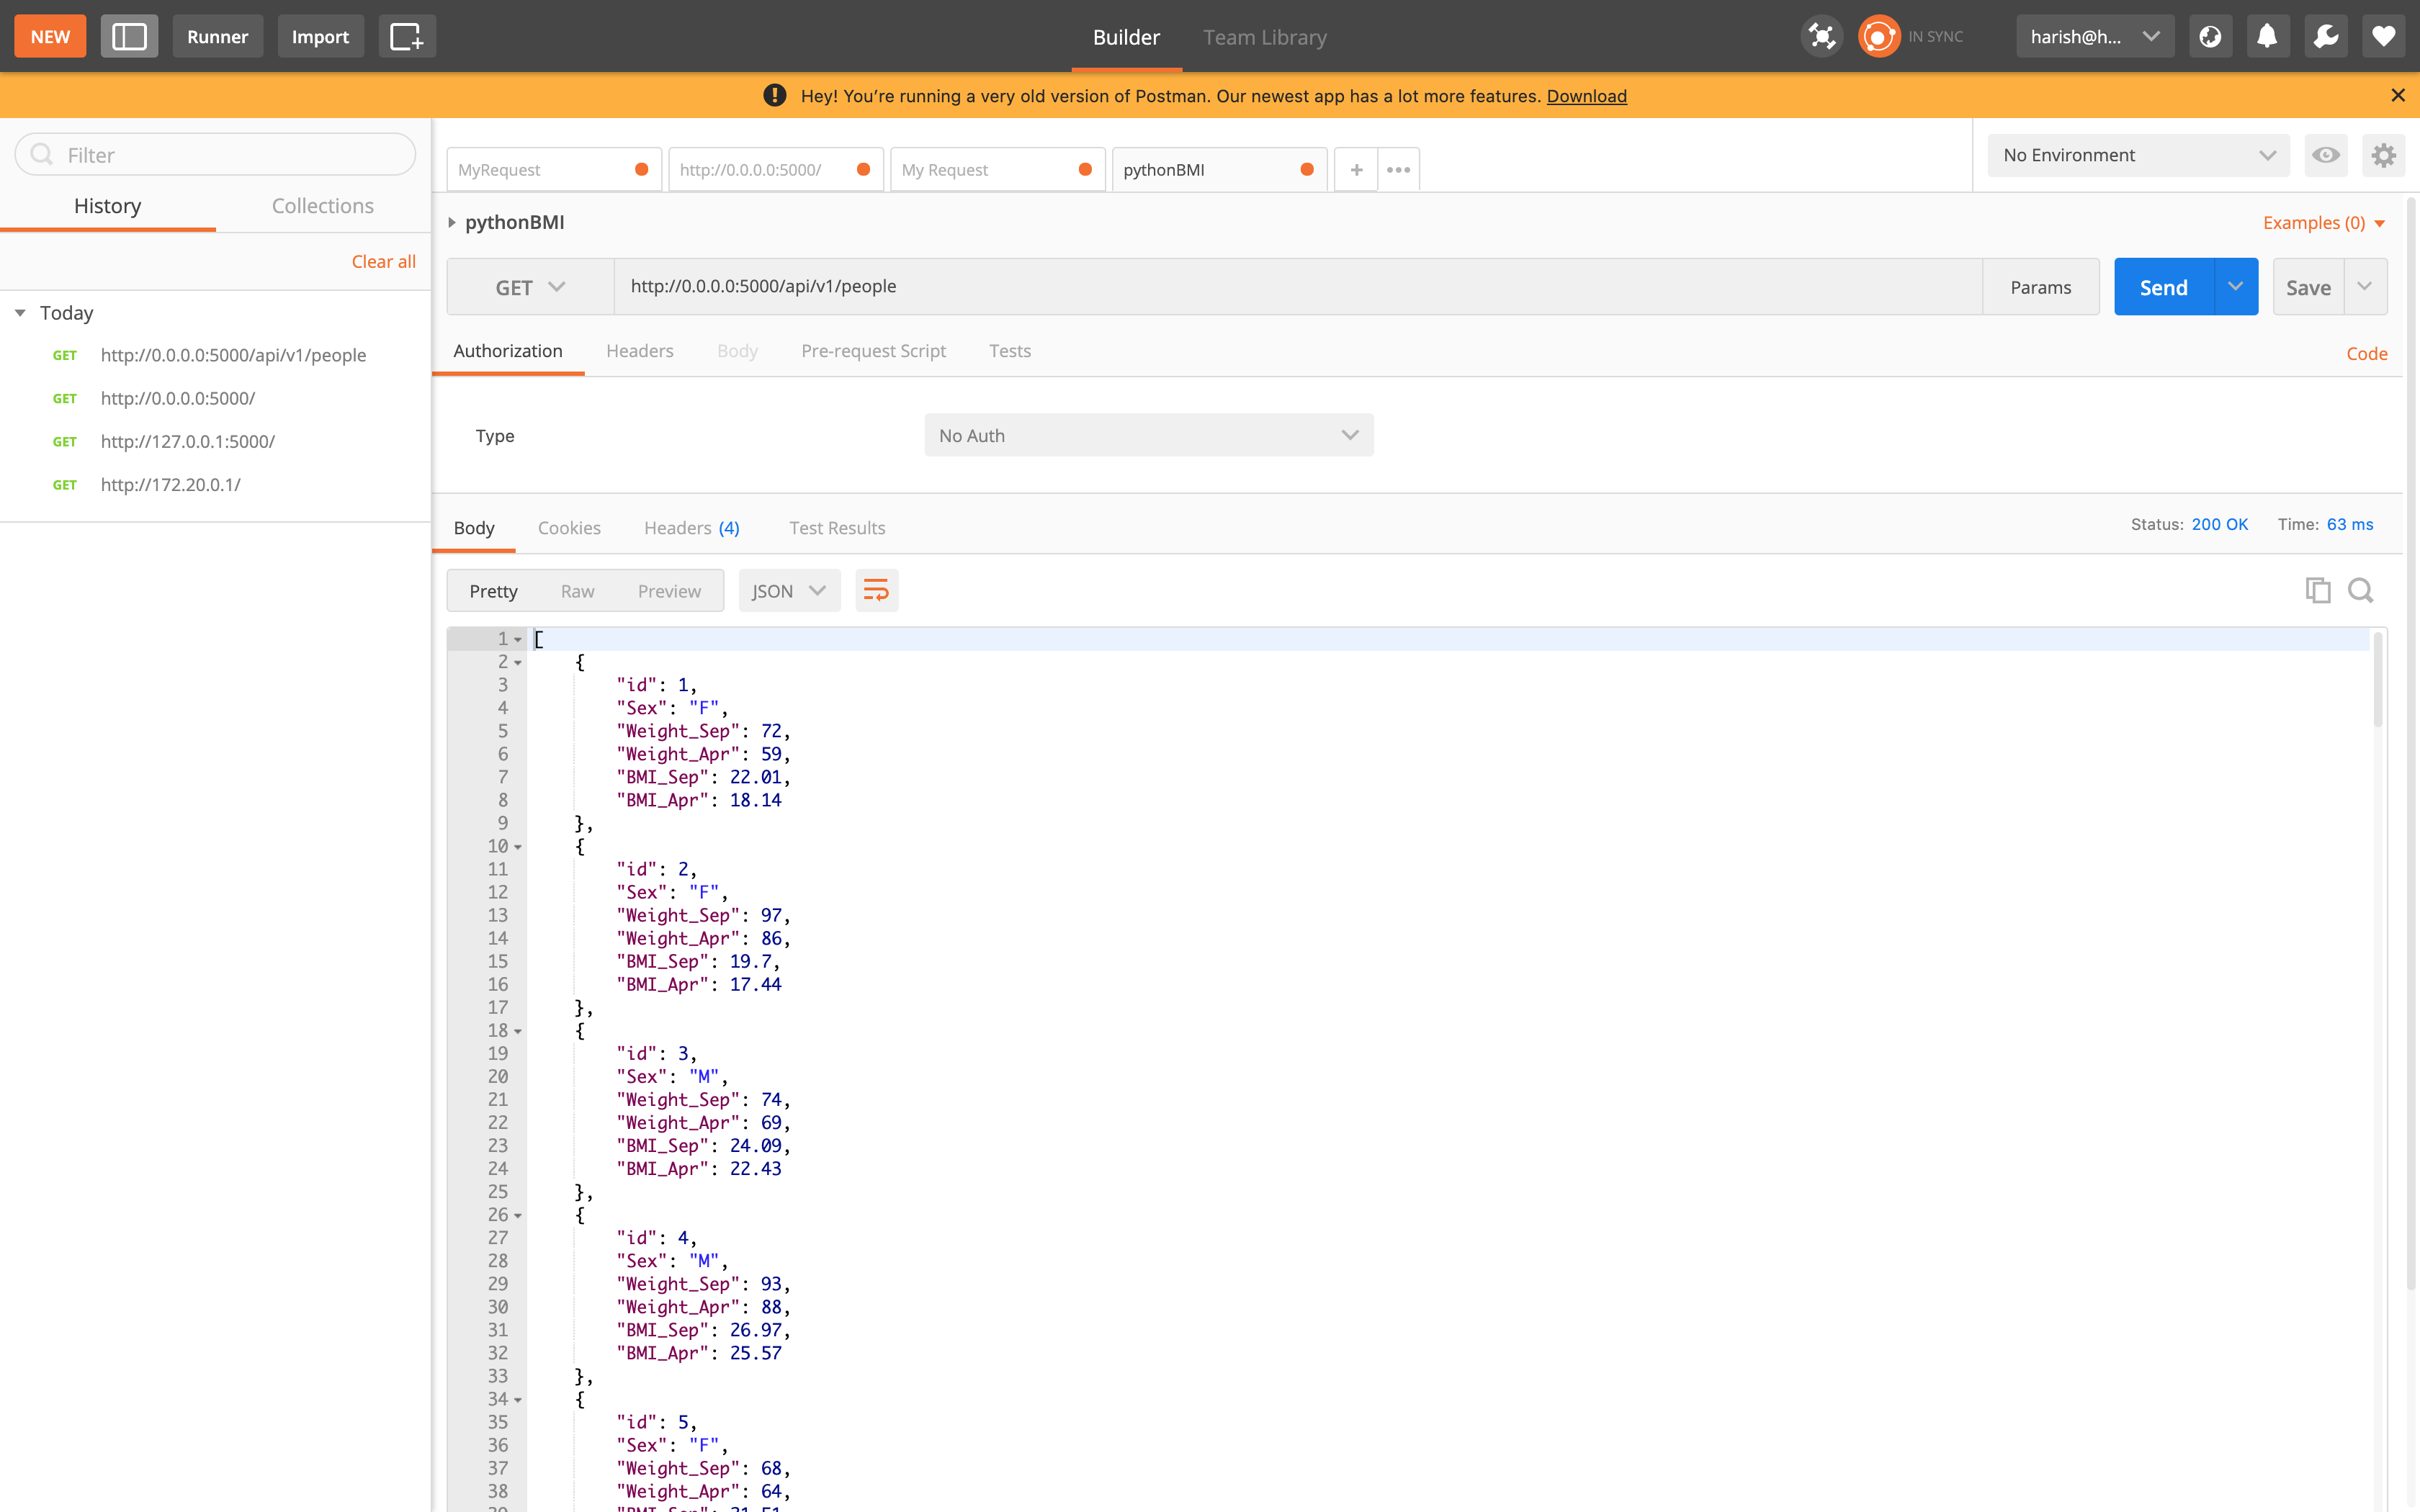 NEW
Runner
Import
Builder
Team Library
IN SYNC
harish@h...
Hey! You're running a very old version of Postman. Our newest app has a lot more features. Download
Filter
History
Collections
Clear all
Today
GET http://0.0.0.0:5000/api/v1/people
GET http://0.0.0.0:5000/
GET http://127.0.0.1:5000/
GET http://172.20.0.1/
MyRequest
http://0.0.0.0:5000/
My Request
pythonBMI
No Environment
pythonBMI
Examples (0)
GET
http://0.0.0.0:5000/api/v1/people
Params
Send
Save
Authorization
Headers
Body
Pre-request Script
Tests
Code
Type
No Auth
Body
Cookies
Headers (4)
Test Results
Status: 200 OK
Time: 63 ms
Pretty
Raw
Preview
JSON
1 [
2 {
3 "id": 1,
4 "Sex": "F",
5 "Weight_Sep": 72,
6 "Weight_Apr": 59,
7 "BMI_Sep": 22.01,
8 "BMI_Apr": 18.14
9 },
10 {
11 "id": 2,
12 "Sex": "F",
13 "Weight_Sep": 97,
14 "Weight_Apr": 86,
15 "BMI_Sep": 19.7,
16 "BMI_Apr": 17.44
17 },
18 {
19 "id": 3,
20 "Sex": "M",
21 "Weight_Sep": 74,
22 "Weight_Apr": 69,
23 "BMI_Sep": 24.09,
24 "BMI_Apr": 22.43
25 },
26 {
27 "id": 4,
28 "Sex": "M",
29 "Weight_Sep": 93,
30 "Weight_Apr": 88,
31 "BMI_Sep": 26.97,
32 "BMI_Apr": 25.57
33 },
34 {
35 "id": 5,
36 "Sex": "F",
37 "Weight_Sep": 68,
38 "Weight_Apr": 64,